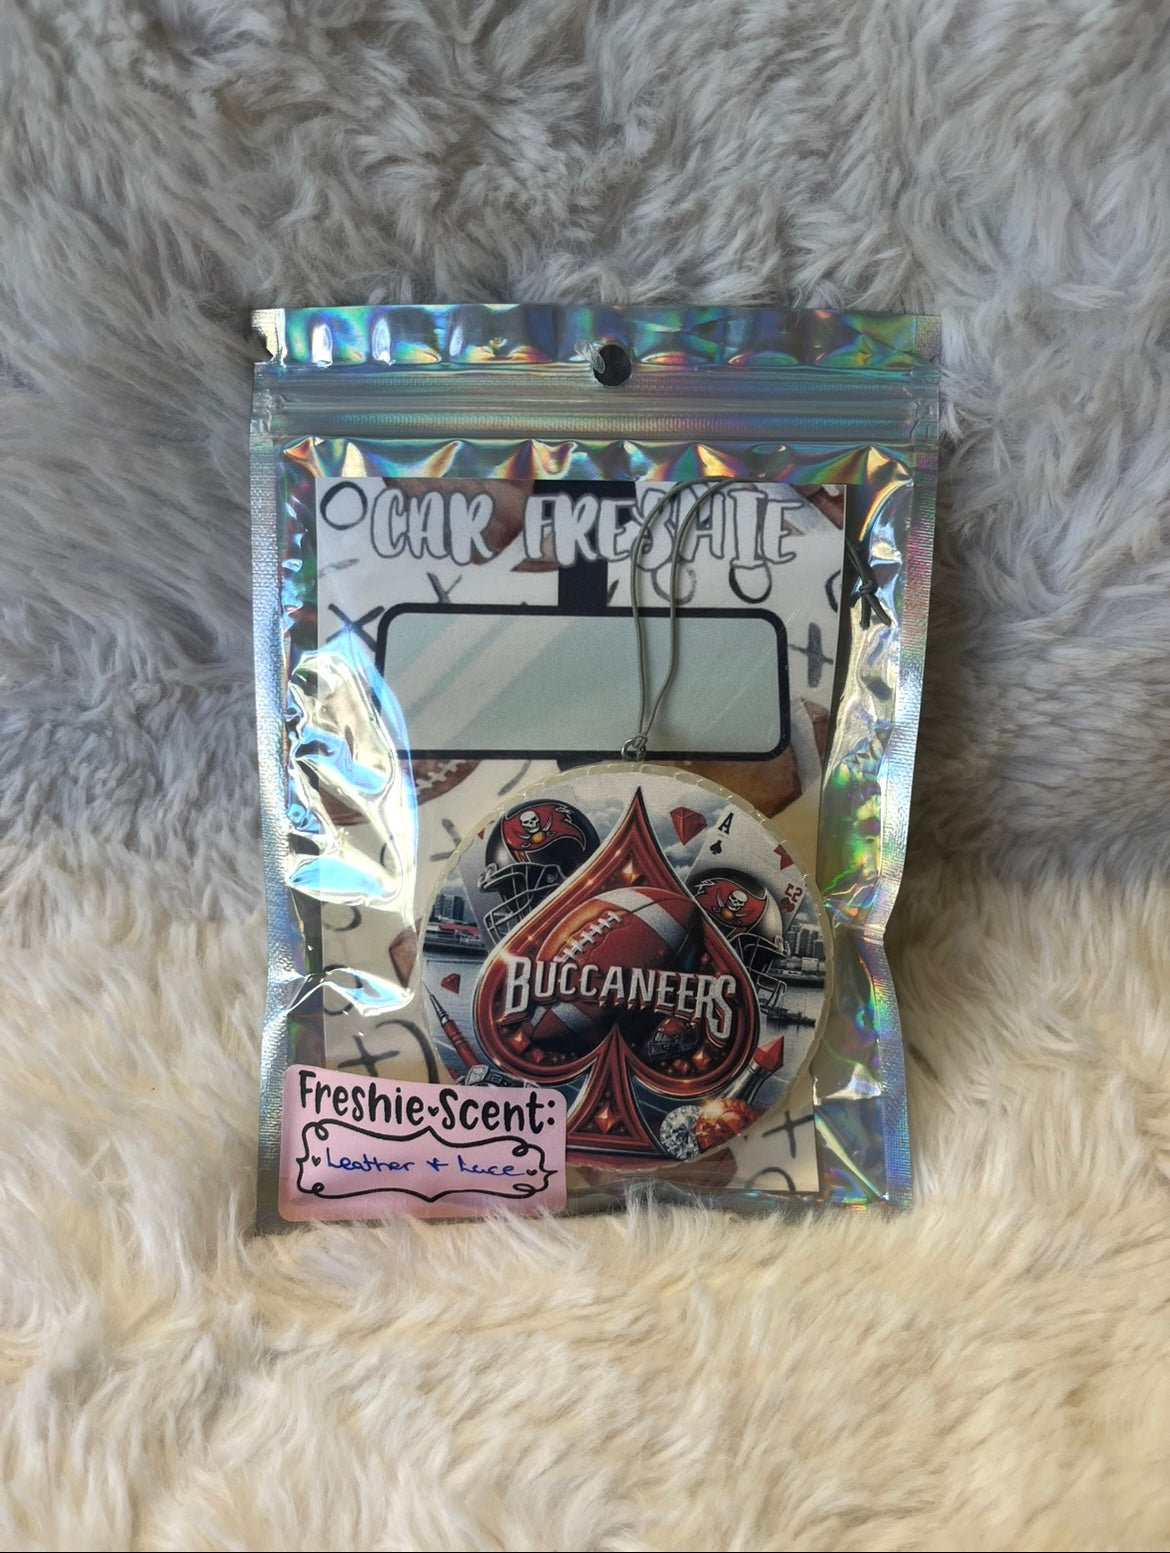 CAR FRESHIE
A
BUCCANEERS
Freshie Scent:
Leather + Lace